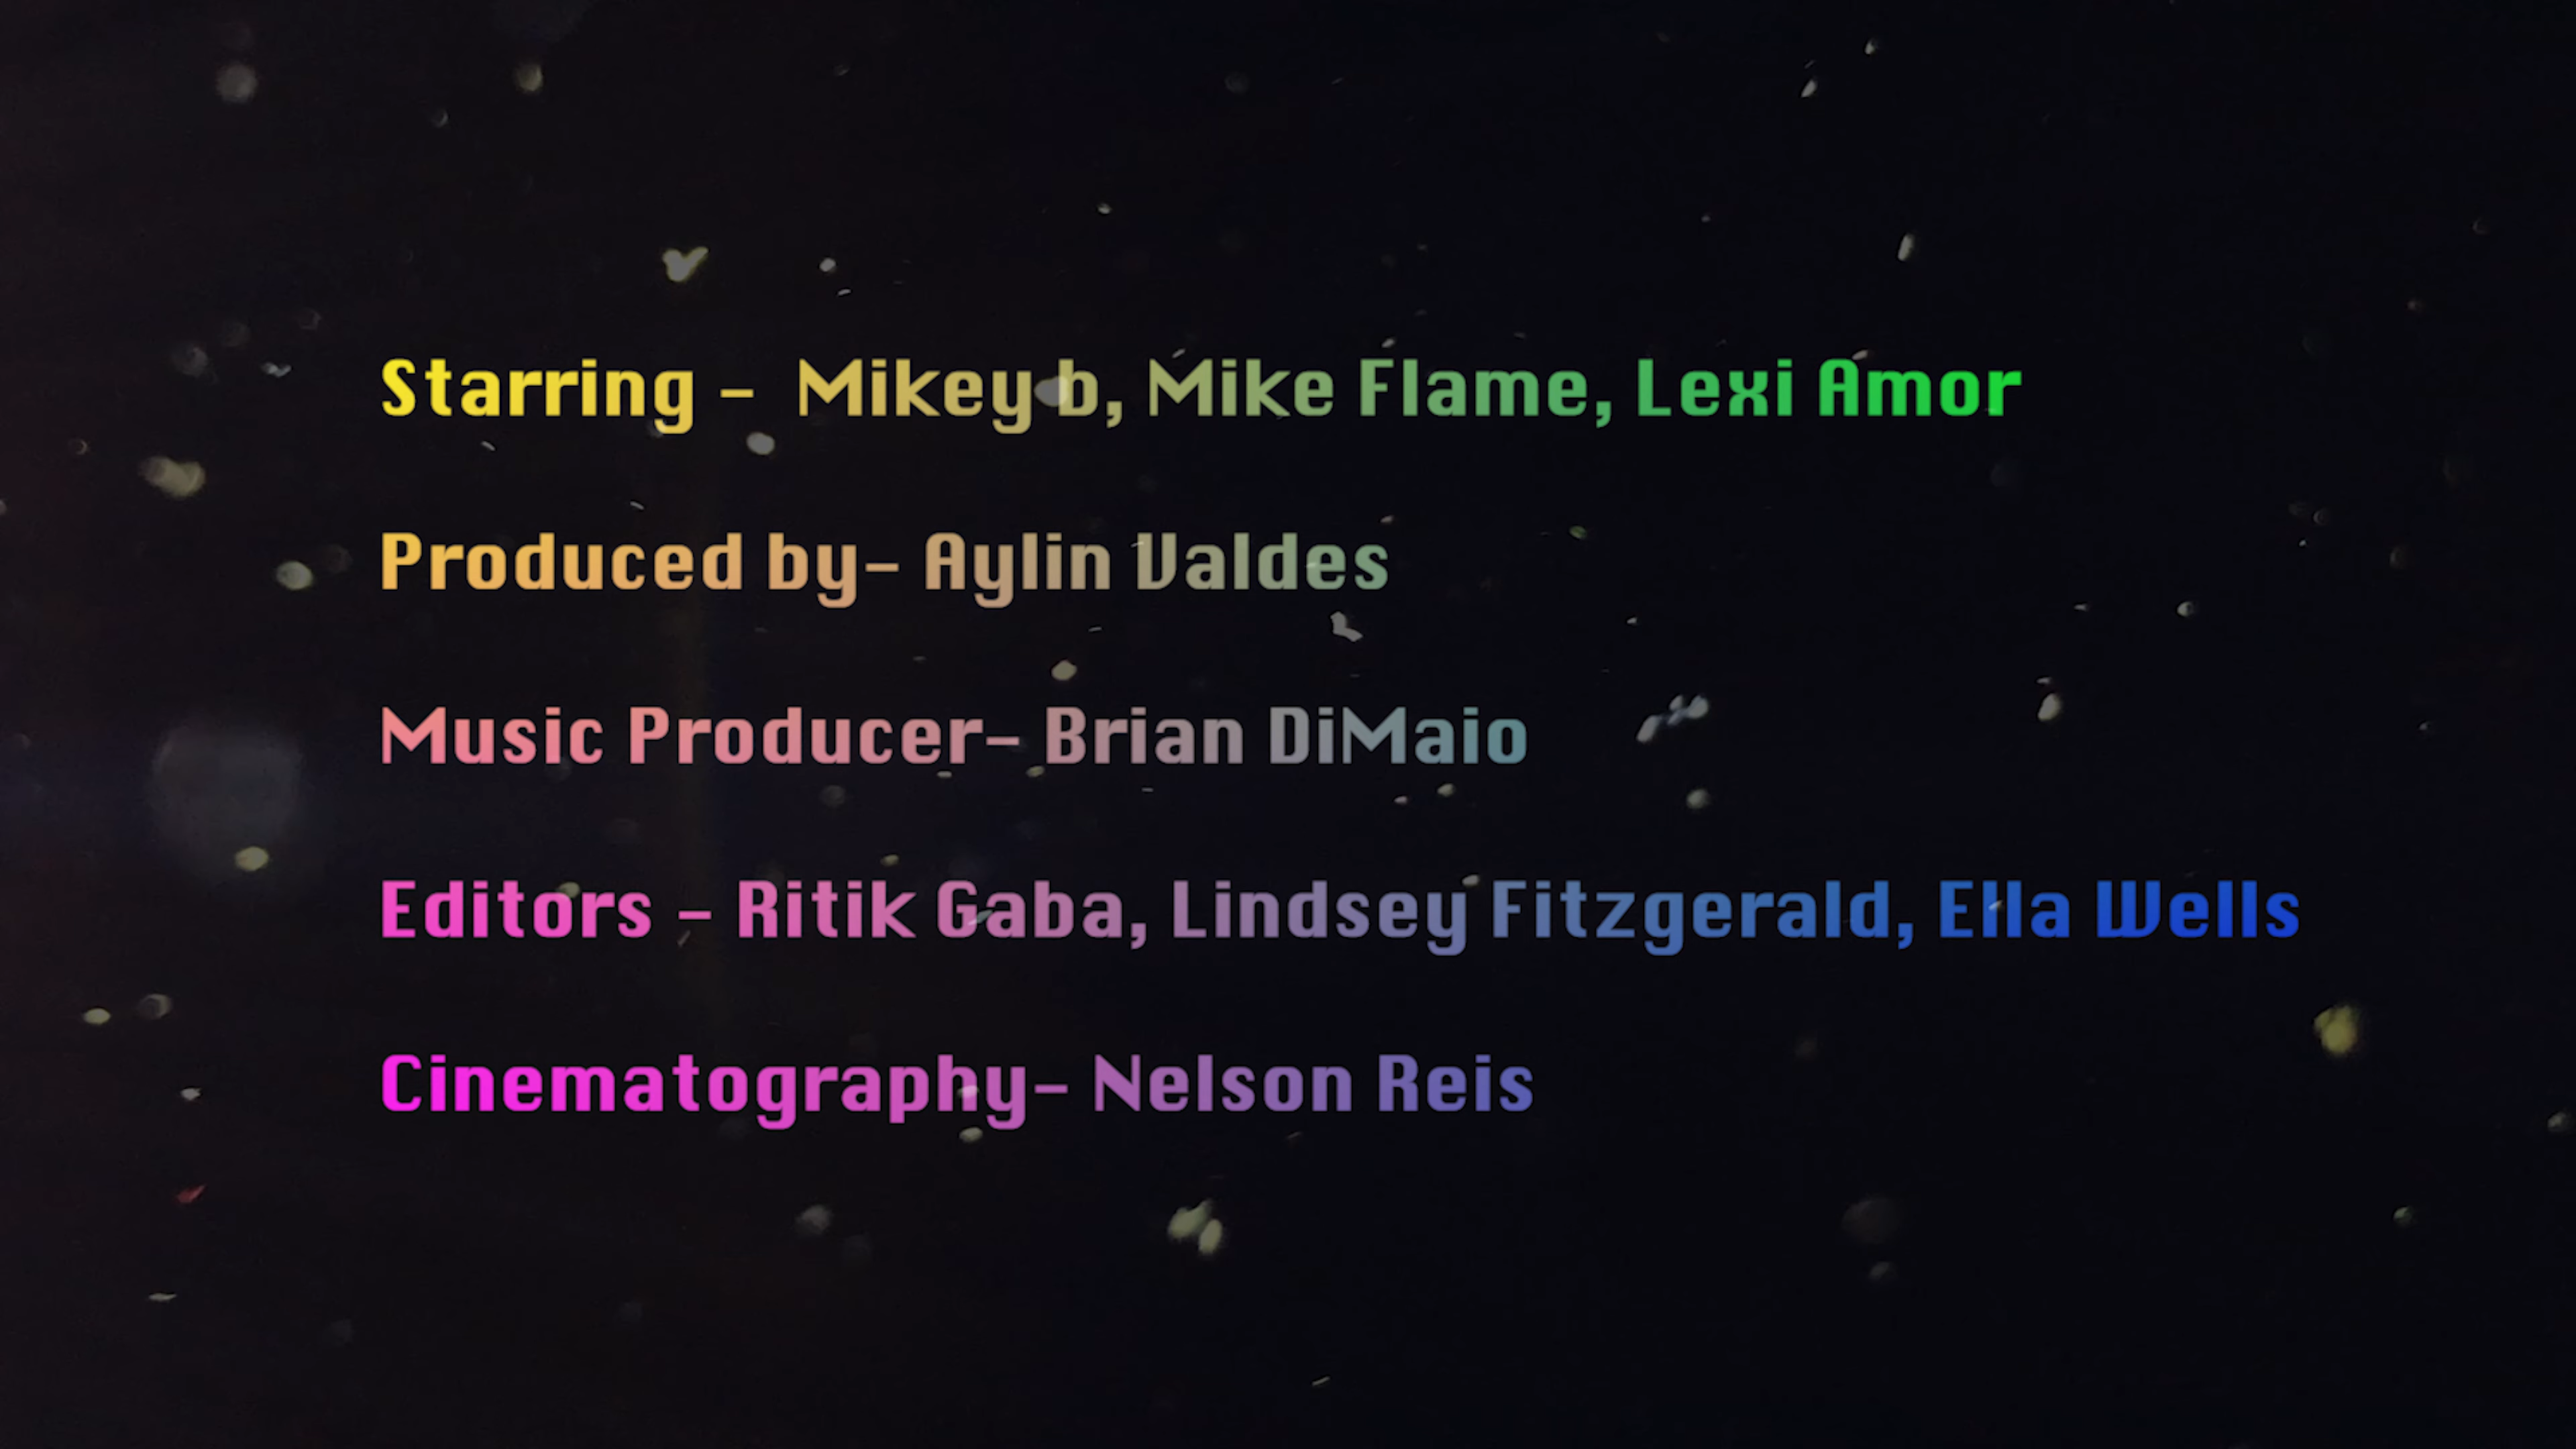 Starring - Mikey b, Mike Flame, Lexi Amor
Produced by- Aylin Valdes
Music Producer- Brian DiMaio
Editors - Ritik Gaba, Lindsey Fitzgerald, Ella Wells
Cinematography- Nelson Reis